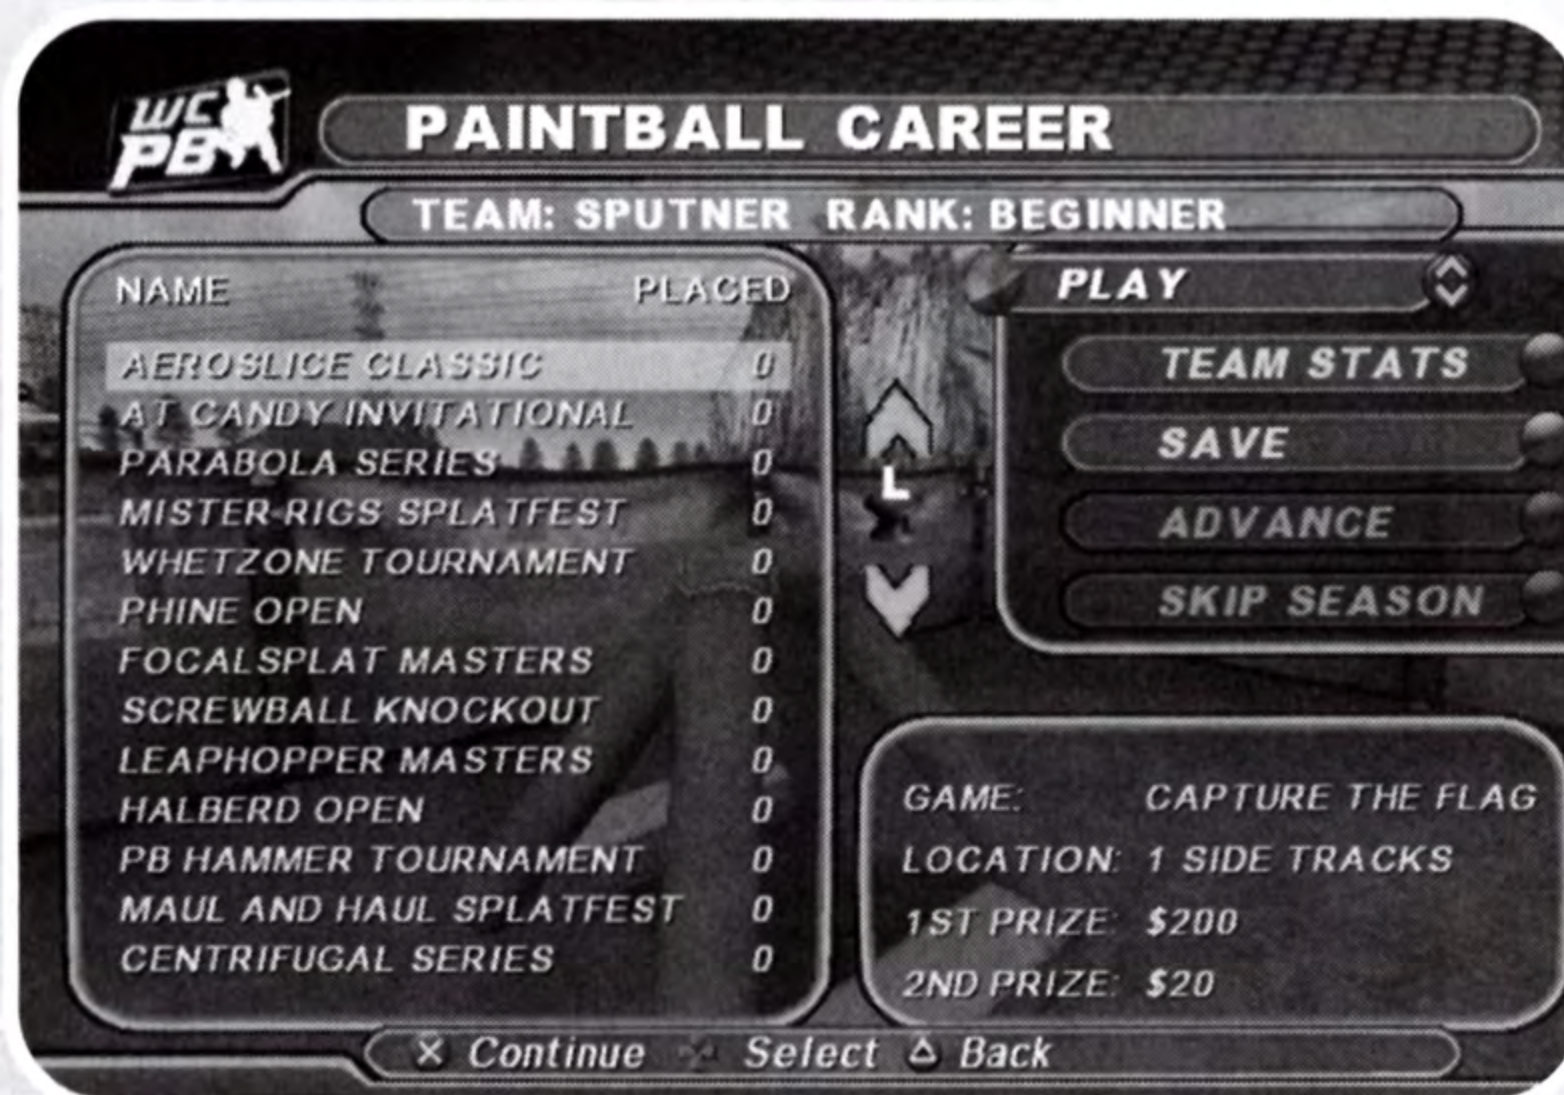 WC
PB
PAINTBALL CAREER
TEAM: SPUTNER RANK: BEGINNER
NAME PLACED
AEROSLICE CLASSIC 0
AT CANDY INVITATIONAL 0
PARABOLA SERIES 0
MISTER RIGS SPLATFEST 0
WHETZONE TOURNAMENT 0
PHINE OPEN 0
FOCALSPLAT MASTERS 0
SCREWBALL KNOCKOUT 0
LEAPHOPPER MASTERS 0
HALBERD OPEN 0
PB HAMMER TOURNAMENT 0
MAUL AND HAUL SPLATFEST 0
CENTRIFUGAL SERIES 0
L
PLAY
TEAM STATS
SAVE
ADVANCE
SKIP SEASON
GAME: CAPTURE THE FLAG
LOCATION: 1 SIDE TRACKS
1ST PRIZE: $200
2ND PRIZE: $20
Continue Select Back